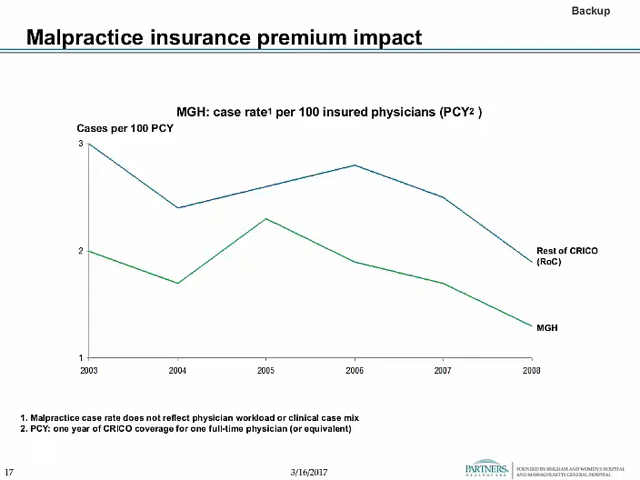 Backup
Malpractice insurance premium impact
MGH: case rate1 per 100 insured physicians (PCY2 )
Cases per 100 PCY
3
2
1
2003 2004 2005 2006 2007 2008
Rest of CRICO
(RoC)
MGH
1. Malpractice case rate does not reflect physician workload or clinical case mix
2. PCY: one year of CRICO coverage for one full-time physician (or equivalent)
17
3/16/2017
PARTNERS.
HEALTHCARE
FOUNDED BY BRIGHAM AND WOMEN'S HOSPITAL
AND MASSACHUSETTS GENERAL HOSPITAL